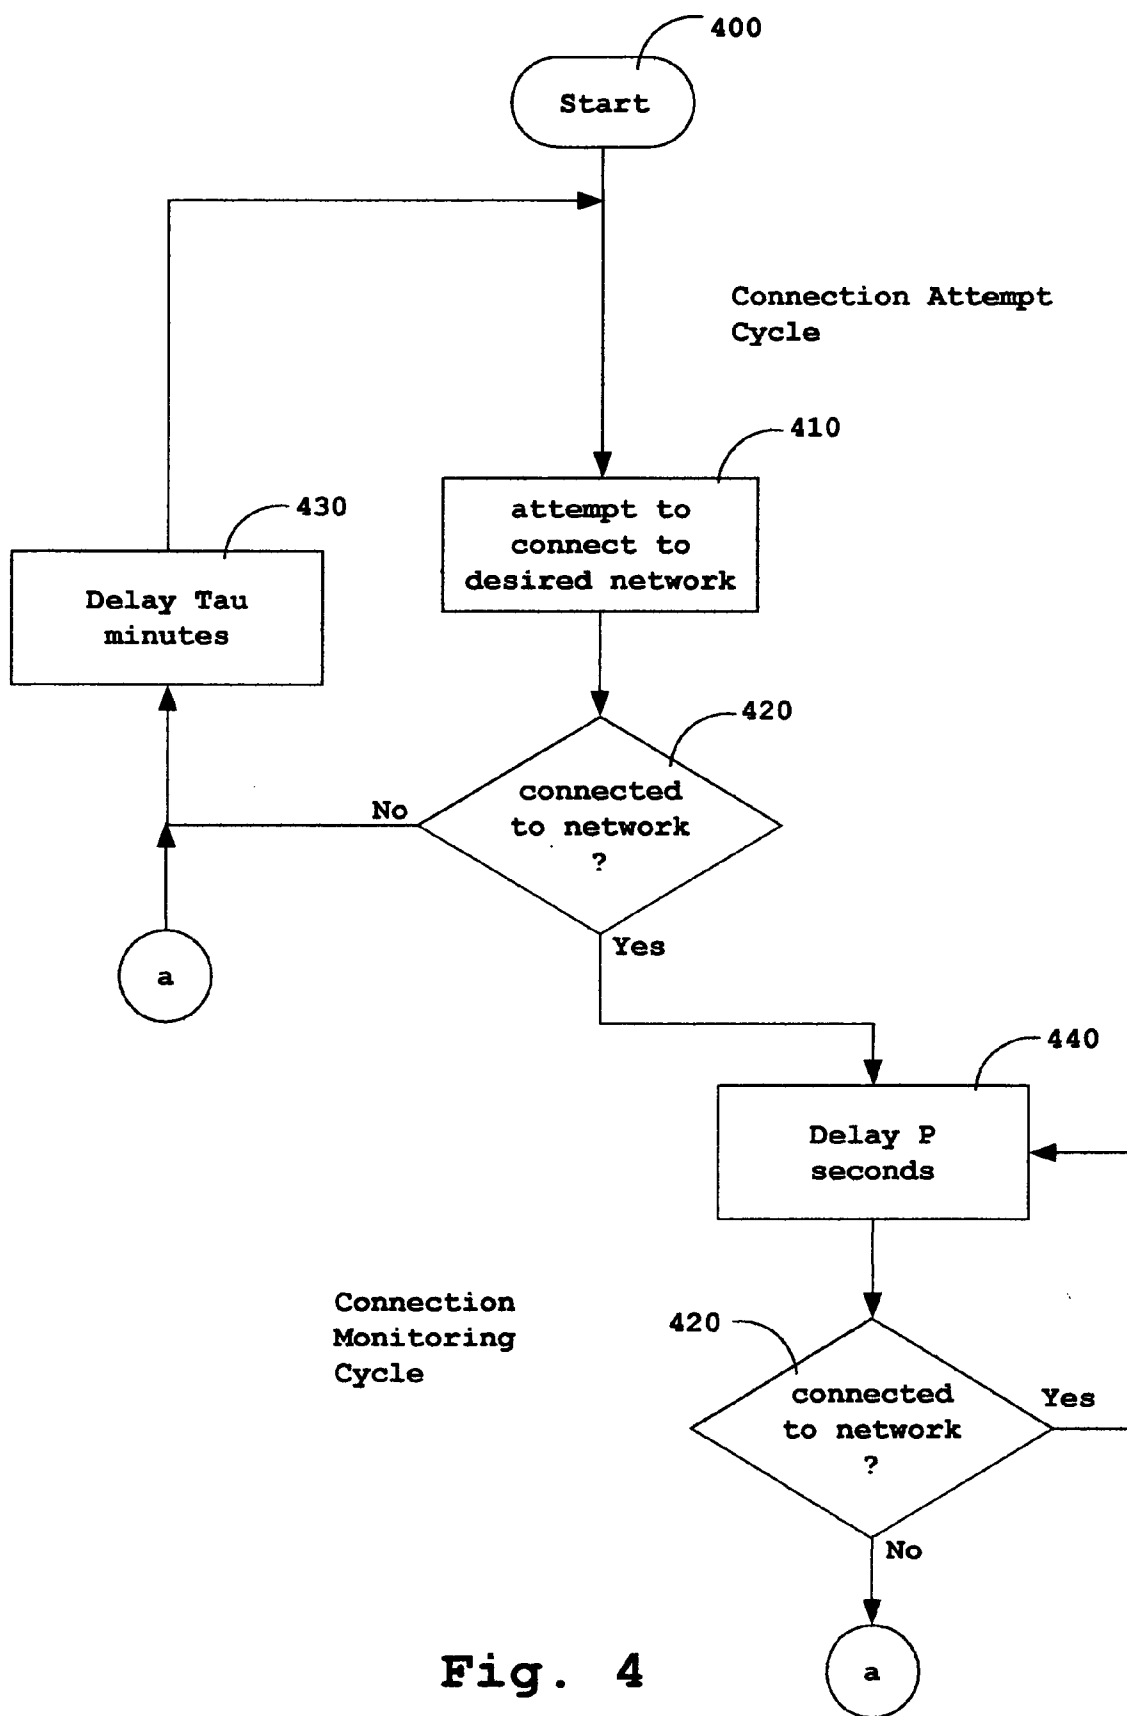 400
Start
Connection Attempt
Cycle
410
attempt to
connect to
desired network
430
Delay Tau
minutes
420
connected
to network
?
No
Yes
a
440
Delay P
seconds
Connection
Monitoring
Cycle
420
connected
to network
?
Yes
No
a
Fig. 4